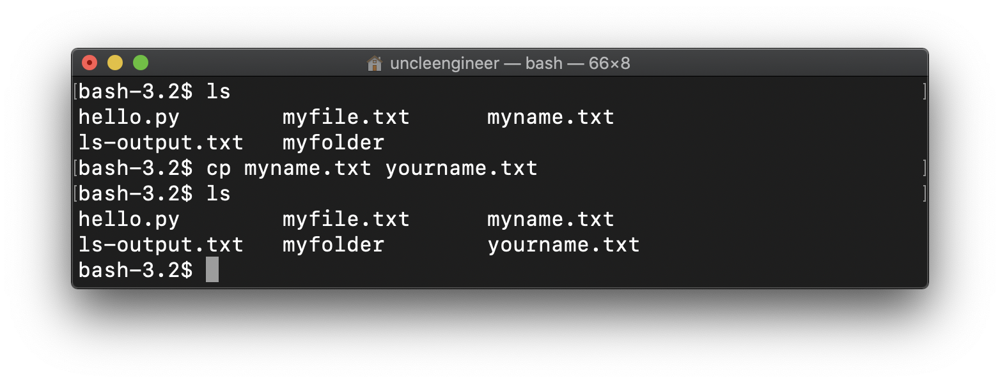 uncleengineer — bash — 66×8
[bash-3.2$ ls ]
hello.py        myfile.txt      myname.txt
ls-output.txt   myfolder
[bash-3.2$ cp myname.txt yourname.txt ]
[bash-3.2$ ls ]
hello.py        myfile.txt      myname.txt
ls-output.txt   myfolder        yourname.txt
bash-3.2$